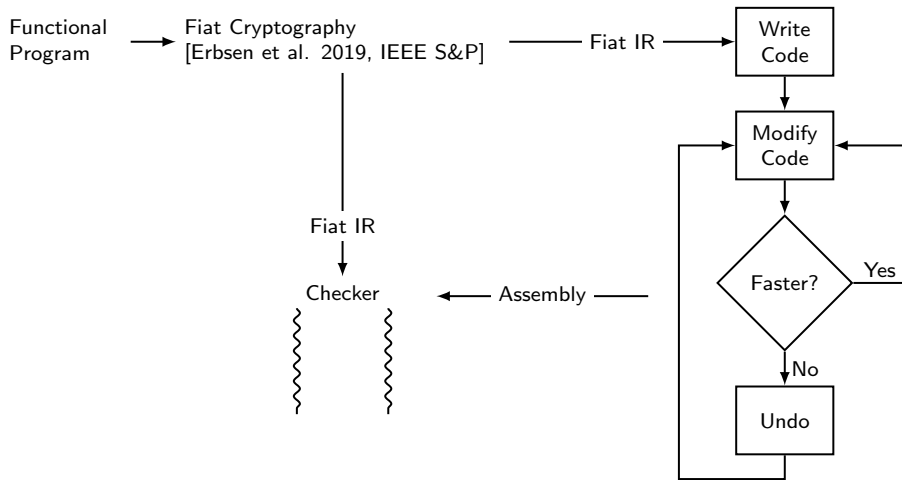 Functional
Program
Fiat Cryptography
[Erbsen et al. 2019, IEEE S&P]
Fiat IR
Write
Code
Modify
Code
Fiat IR
Checker
Assembly
Faster?
Yes
No
Undo